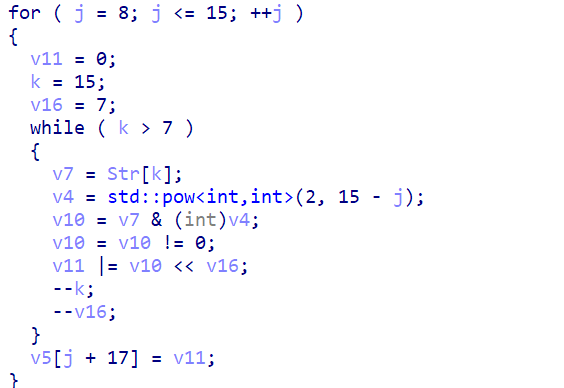 for ( j = 8; j <= 15; ++j )
{
  v11 = 0;
  k = 15;
  v16 = 7;
  while ( k > 7 )
  {
    v7 = Str[k];
    v4 = std::pow<int,int>(2, 15 - j);
    v10 = v7 & (int)v4;
    v10 = v10 != 0;
    v11 |= v10 << v16;
    --k;
    --v16;
  }
  v5[j + 17] = v11;
}